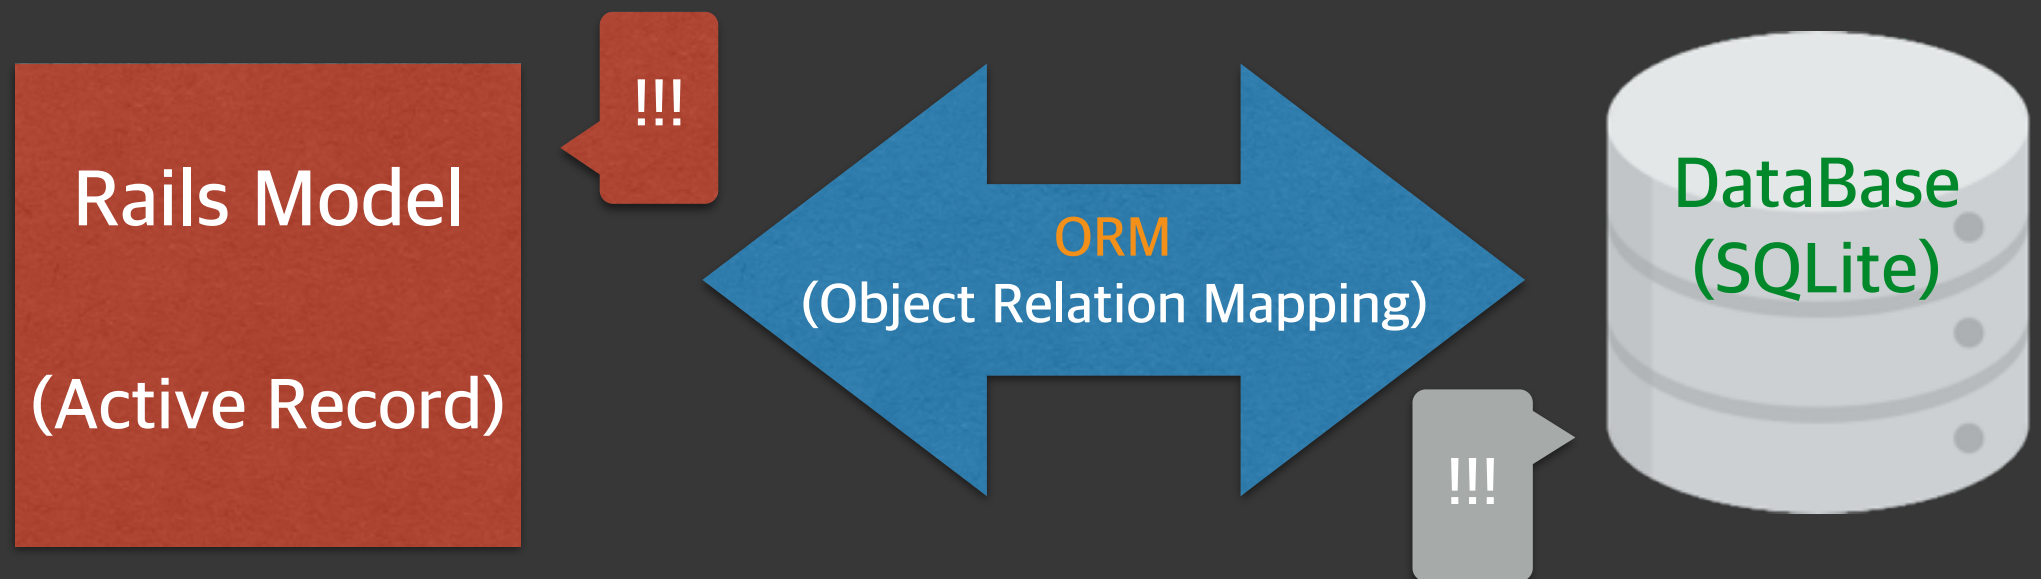 Rails Model
(Active Record)
!!!
ORM
(Object Relation Mapping)
!!!
DataBase
(SQLite)